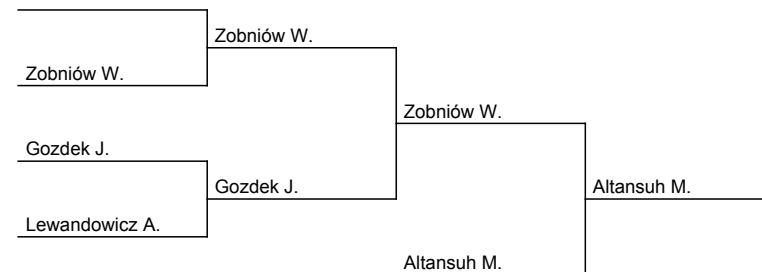 Zobniów W.
Zobniów W.
Zobniów W.
Gozdek J.
Gozdek J.
Altansuh M.
Lewandowicz A.
Altansuh M.